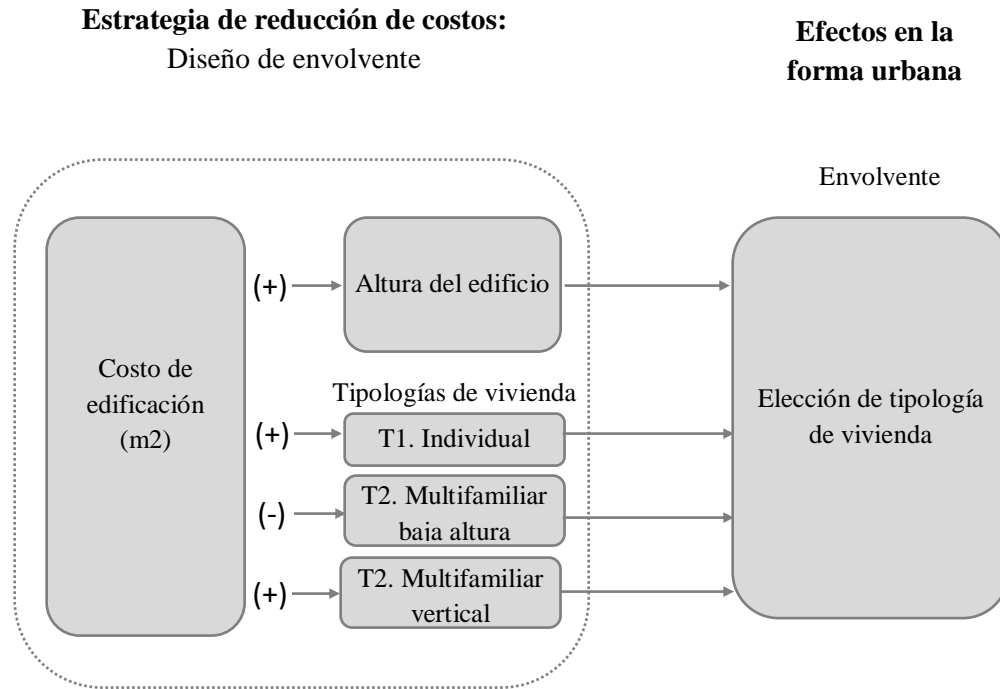 Estrategia de reducción de costos:
Diseño de envolvente
Efectos en la
forma urbana
Envolvente
Costo de
edificación
(m2)
(+)
Altura del edificio
Tipologías de vivienda
(+)
T1. Individual
(-)
T2. Multifamiliar
baja altura
(+)
T2. Multifamiliar
vertical
Elección de tipología
de vivienda